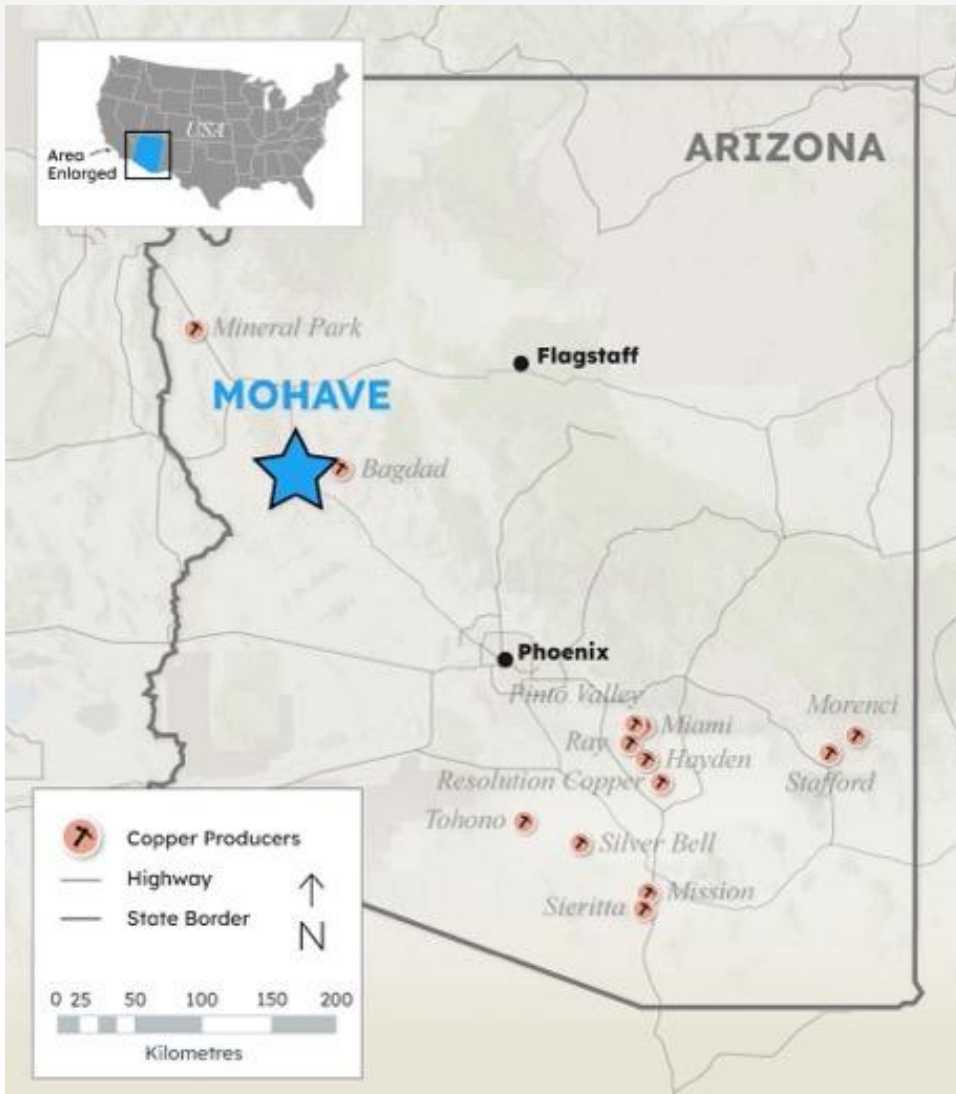 USA
Area
Enlarged
ARIZONA
Mineral Park
Flagstaff
MOHAVE
Bagdad
Phoenix
Pinto Valley
Miami
Morenci
Ray
Hayden
Resolution Copper
Stafford
Tohono
Silver Bell
Mission
Sieritta
Copper Producers
Highway
State Border
N
0 25 50 100 150 200
Kilometres